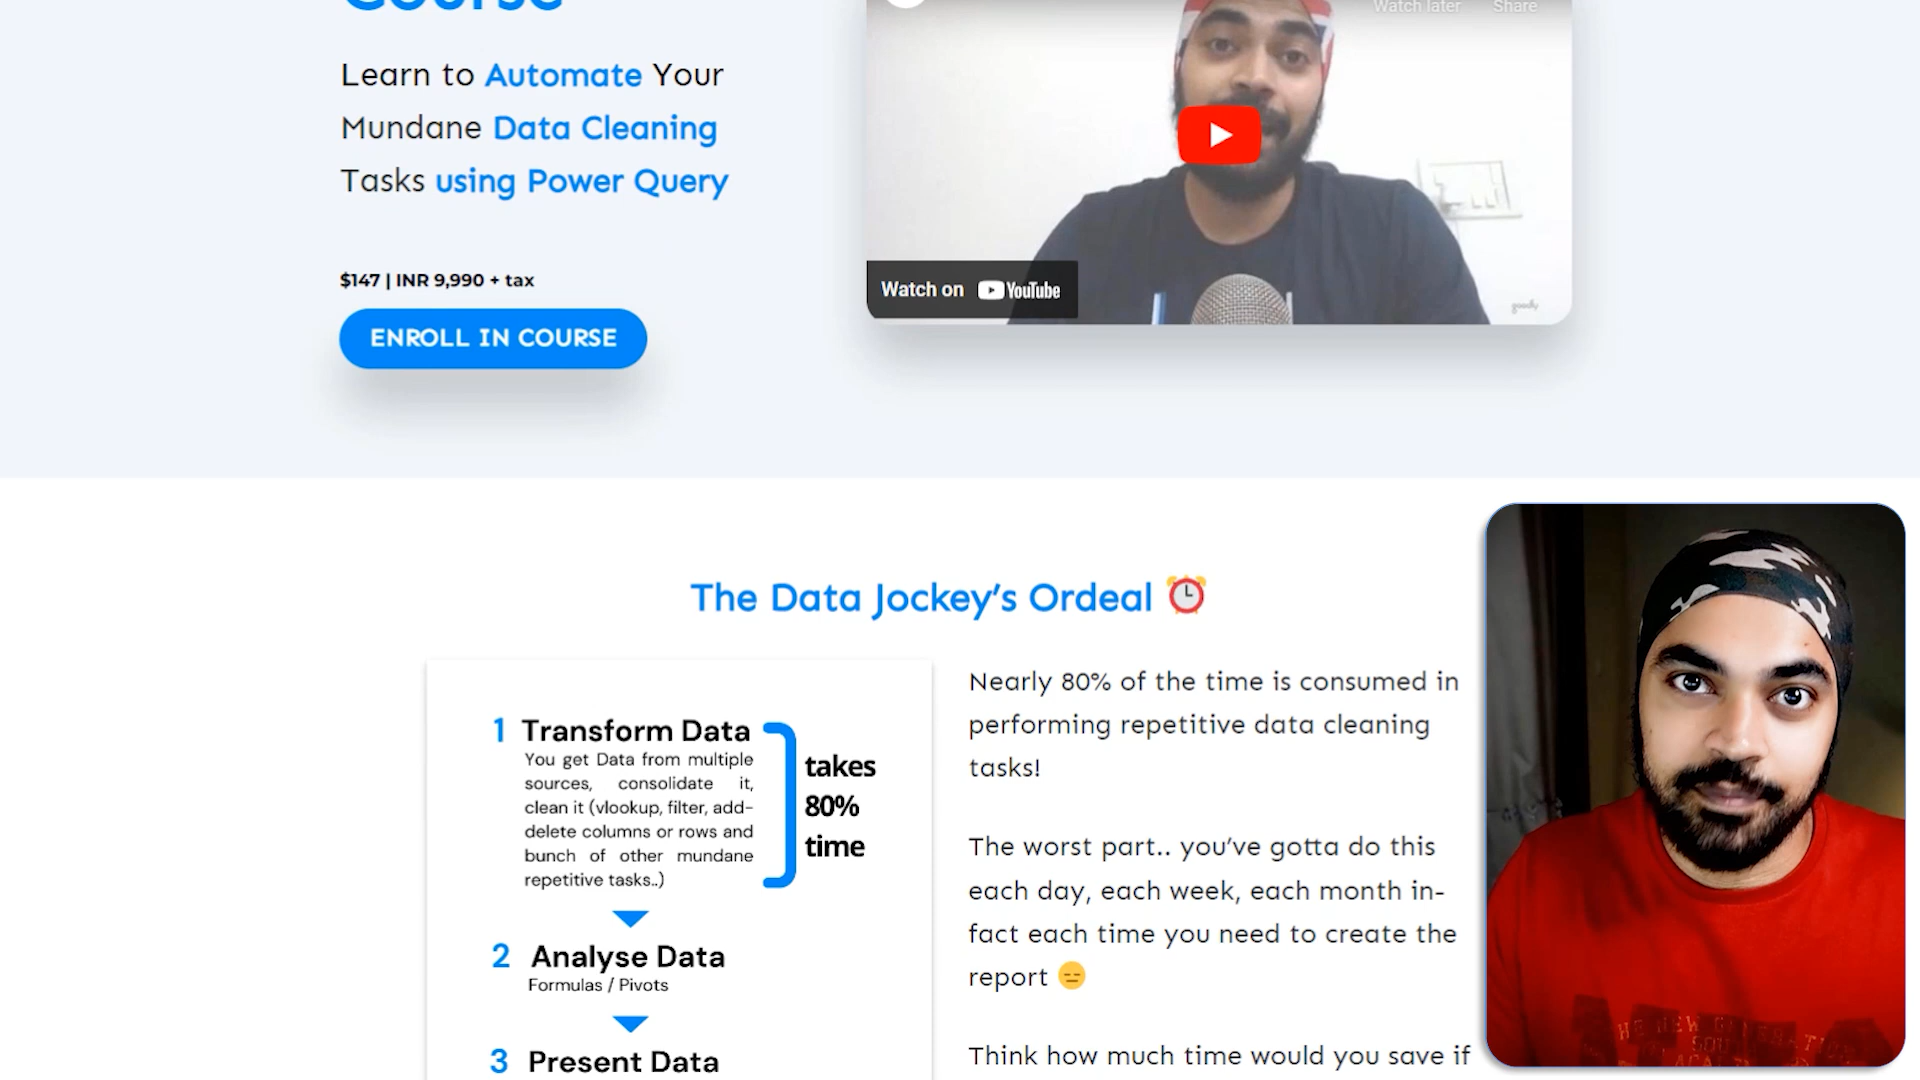 Course
Watch later
Share
Learn to Automate Your
Mundane Data Cleaning
Tasks using Power Query
$147 | INR 9,990 + tax
ENROLL IN COURSE
Watch on YouTube
goodly
The Data Jockey’s Ordeal
1 Transform Data
You get Data from multiple
sources, consolidate it,
clean it (vlookup, filter, add-
delete columns or rows and
bunch of other mundane
repetitive tasks..)
takes
80%
time
2 Analyse Data
Formulas / Pivots
3 Present Data
Nearly 80% of the time is consumed in
performing repetitive data cleaning
tasks!
The worst part.. you’ve gotta do this
each day, each week, each month in-
fact each time you need to create the
report
Think how much time would you save if